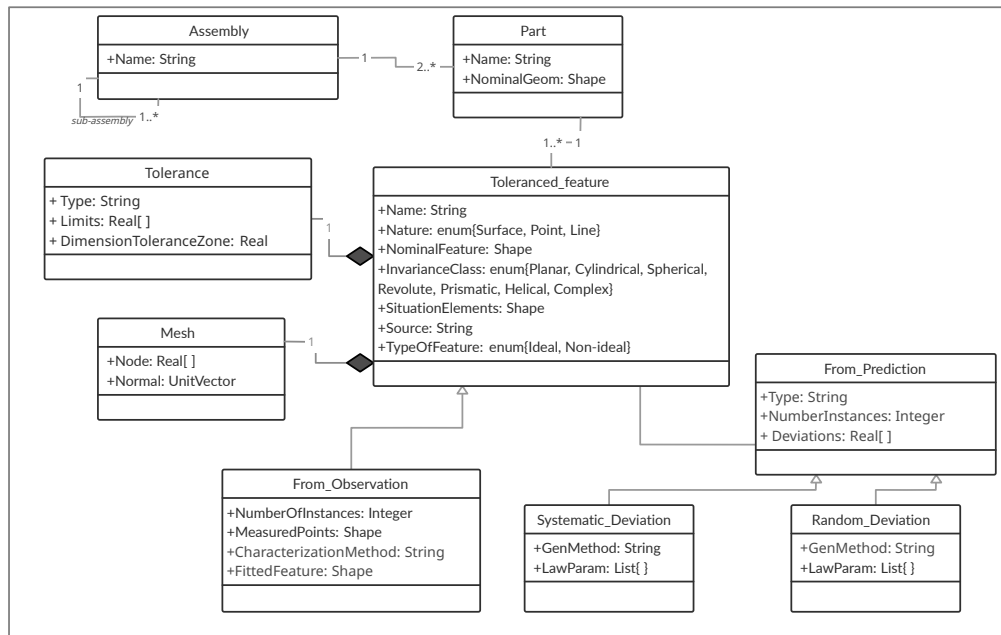 Assembly
+Name: String
1
1..*
sub-assembly
1
2..*
Part
+Name: String
+NominalGeom: Shape
1..*
1
Tolerance
+ Type: String
+ Limits: Real[ ]
+ DimensionToleranceZone: Real
1
Toleranced_feature
+Name: String
+Nature: enum{Surface, Point, Line}
+NominalFeature: Shape
+InvarianceClass: enum{Planar, Cylindrical, Spherical,
Revolute, Prismatic, Helical, Complex}
+SituationElements: Shape
+Source: String
+TypeOfFeature: enum{Ideal, Non-ideal}
Mesh
+Node: Real[ ]
+Normal: UnitVector
1
From_Prediction
+Type: String
+NumberInstances: Integer
+ Deviations: Real[ ]
From_Observation
+NumberOfInstances: Integer
+MeasuredPoints: Shape
+CharacterizationMethod: String
+FittedFeature: Shape
Systematic_Deviation
+GenMethod: String
+LawParam: List{ }
Random_Deviation
+GenMethod: String
+LawParam: List{ }